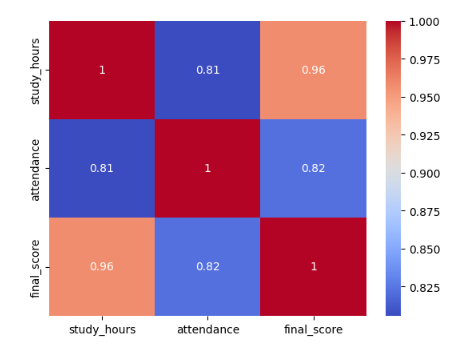 study_hours
1
0.81
0.96
attendance
0.81
1
0.82
final_score
0.96
0.82
1
study_hours
attendance
final_score
1.000
0.975
0.950
0.925
0.900
0.875
0.850
0.825